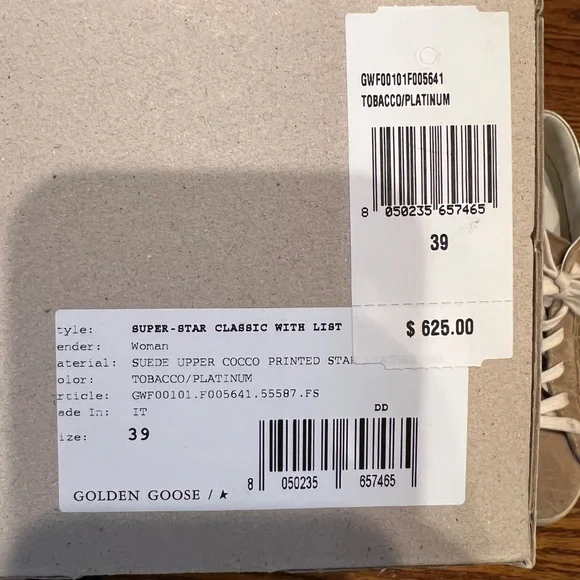 GWF00101F005641
TOBACCO/PLATINUM
8 050235 657465
39
$ 625.00
tyle: SUPER-STAR CLASSIC WITH LIST
ender: Woman
aterial: SUEDE UPPER COCCO PRINTED STAR
olor: TOBACCO/PLATINUM
rticle: GWF00101.F005641.55587.FS
ade In: IT
DD
ize: 39
8 050235 657465
GOLDEN GOOSE /